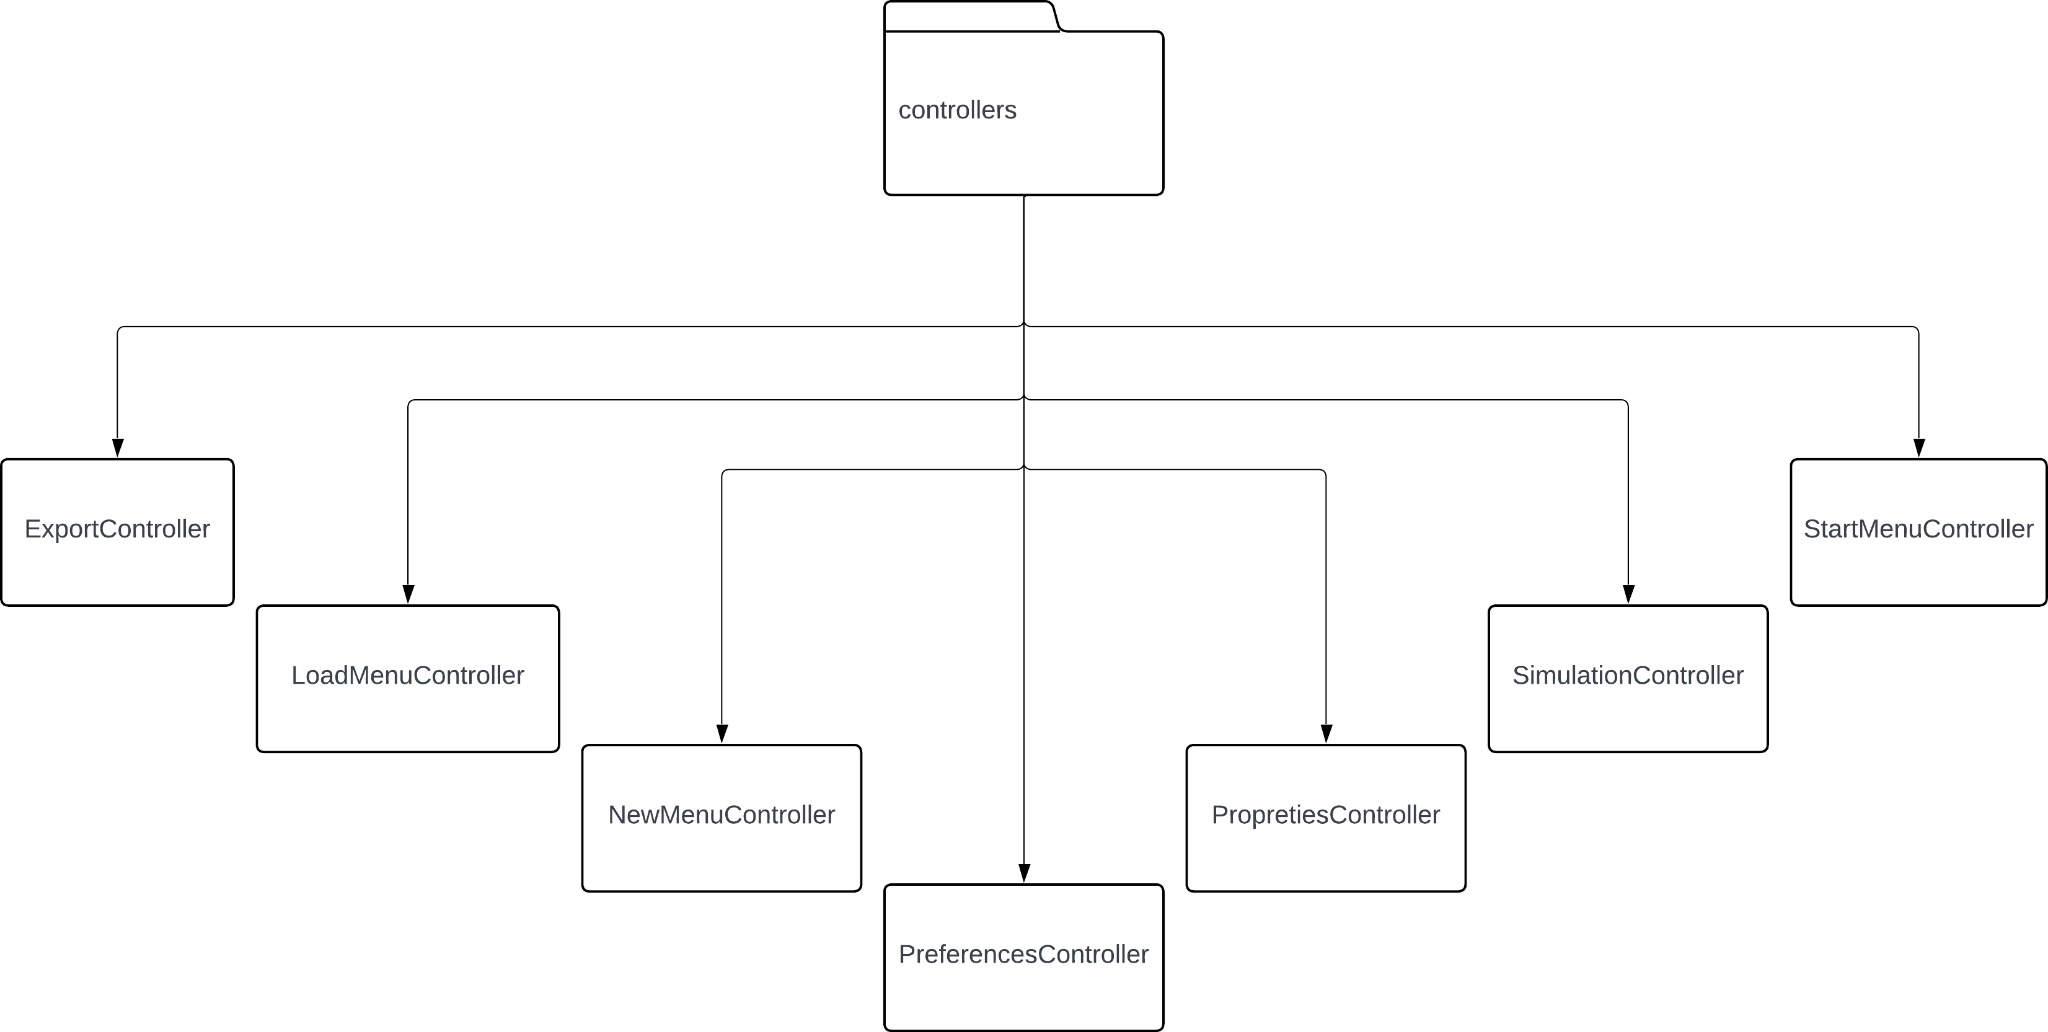 controllers
ExportController
StartMenuController
LoadMenuController
SimulationController
NewMenuController
PropretiesController
PreferencesController